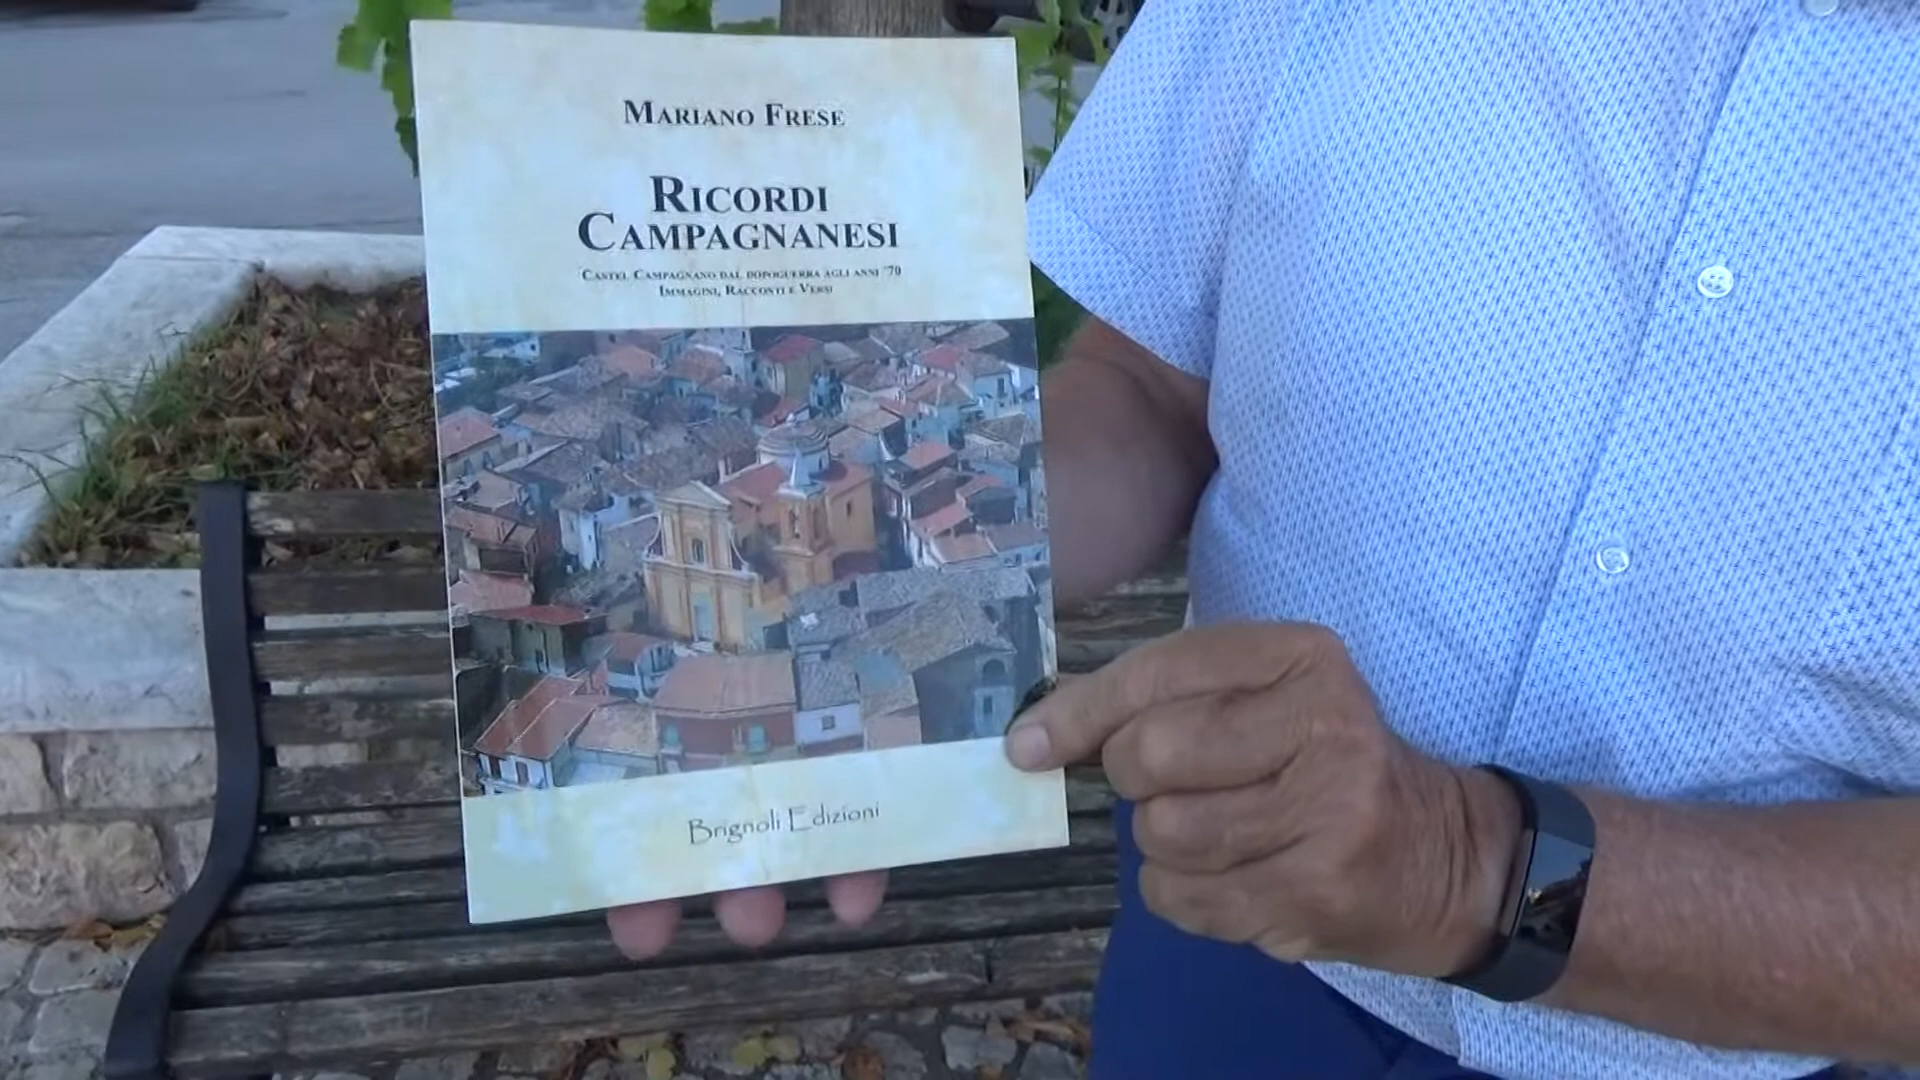 MARIANO FRESE
RICORDI
CAMPAGNANESI
CASTEL CAMPAGNANO DAL DOPOGUERRA AGLI ANNI '70
IMMAGINI, RACCONTI E VERSI
Brignoli Edizioni